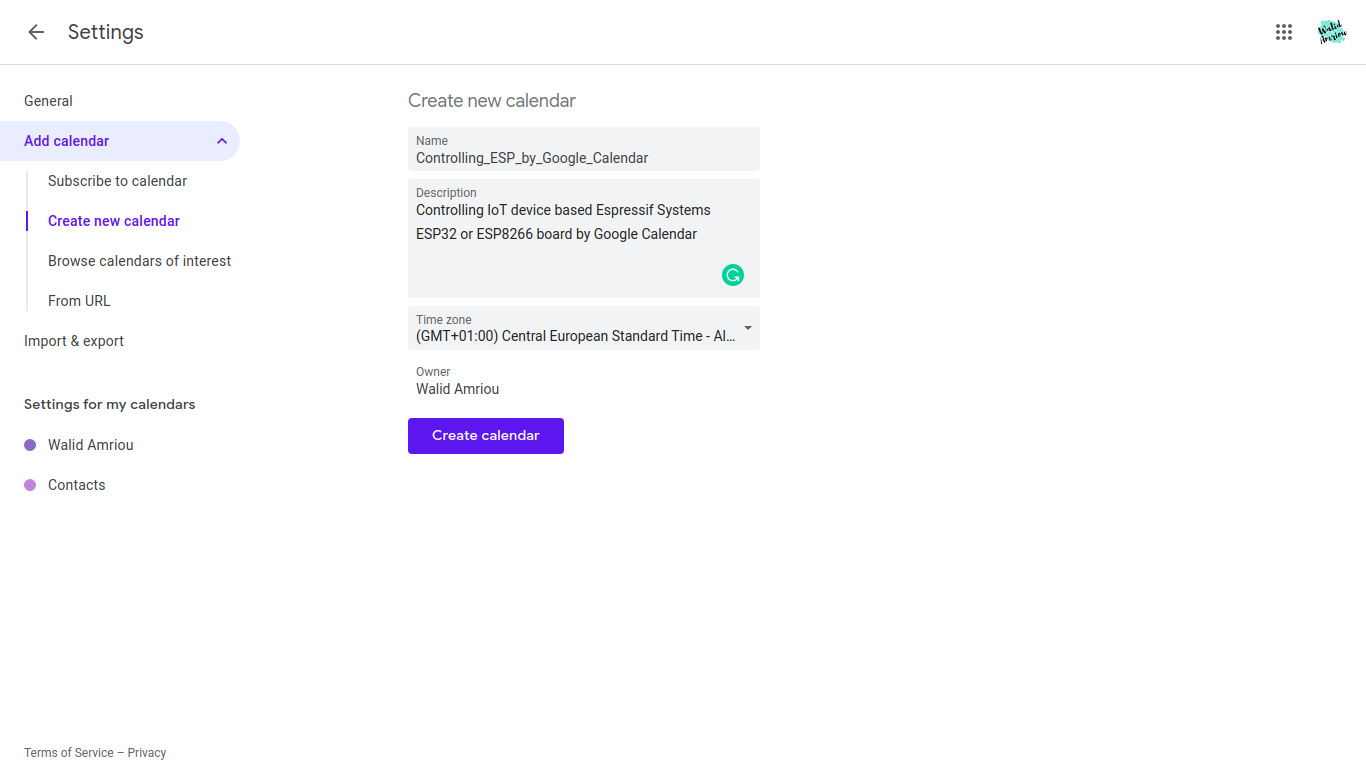 Settings
Walid
Amriou
General
Add calendar
Subscribe to calendar
Create new calendar
Browse calendars of interest
From URL
Import & export
Settings for my calendars
Walid Amriou
Contacts
Terms of Service – Privacy
Create new calendar
Name
Controlling_ESP_by_Google_Calendar
Description
Controlling IoT device based Espressif Systems
ESP32 or ESP8266 board by Google Calendar
Time zone
(GMT+01:00) Central European Standard Time - Al...
Owner
Walid Amriou
Create calendar